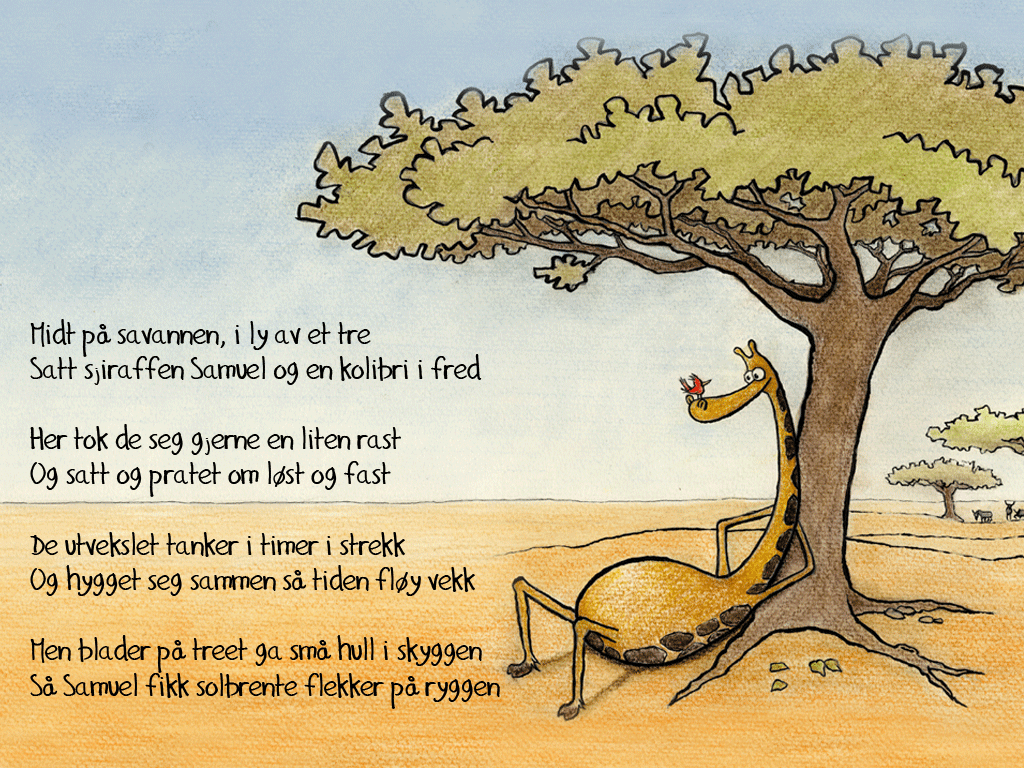 Midt på savannen, i ly av et tre
Satt sjiraffen Samuel og en kolibri i fred
Her tok de seg gjerne en liten rast
Og satt og pratet om løst og fast
De utvekslet tanker i timer i strekk
Og hygget seg sammen så tiden fløy vekk
Men blader på treet ga små hull i skyggen
Så Samuel fikk solbrente flekker på ryggen